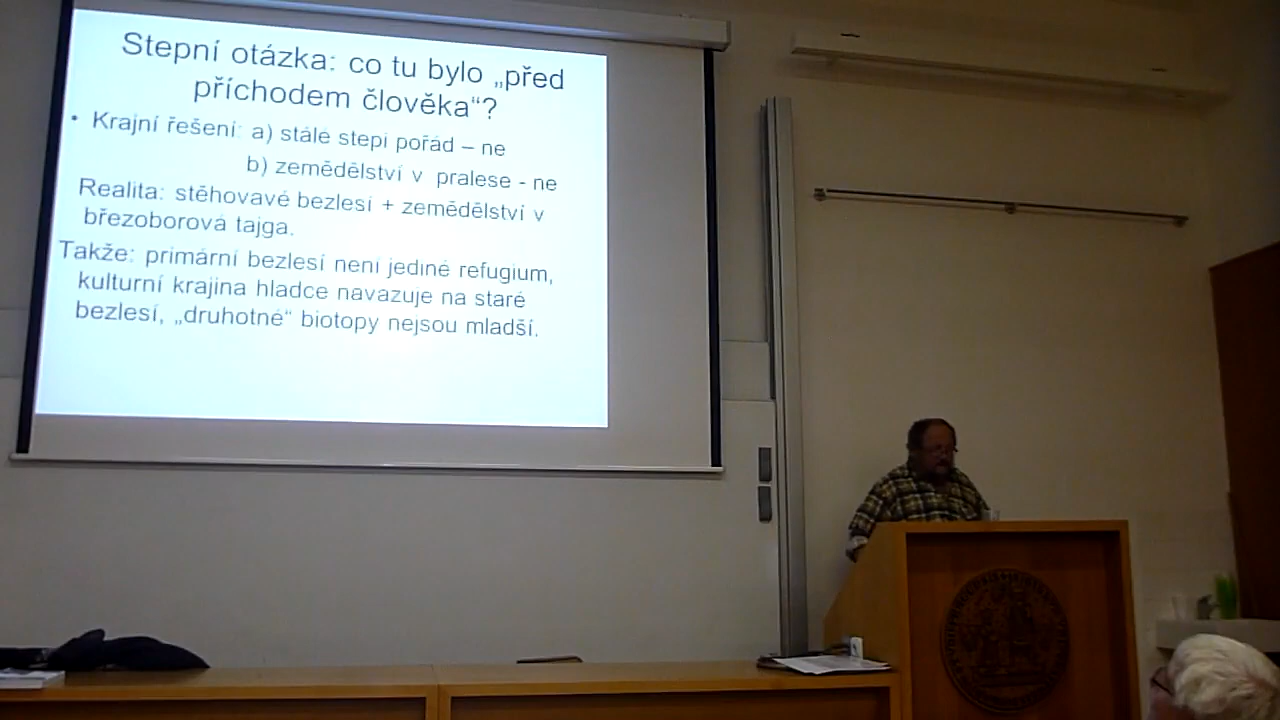 Stepní otázka: co tu bylo „před
příchodem člověka“?
• Krajní řešení: a) stále stepi pořád – ne
b) zemědělství v pralese - ne
Realita: stěhovavé bezlesí + zemědělství v
březoborová tajga.
Takže: primární bezlesí není jediné refugium,
kulturní krajina hladce navazuje na staré
bezlesí, „druhotné“ biotopy nejsou mladší.